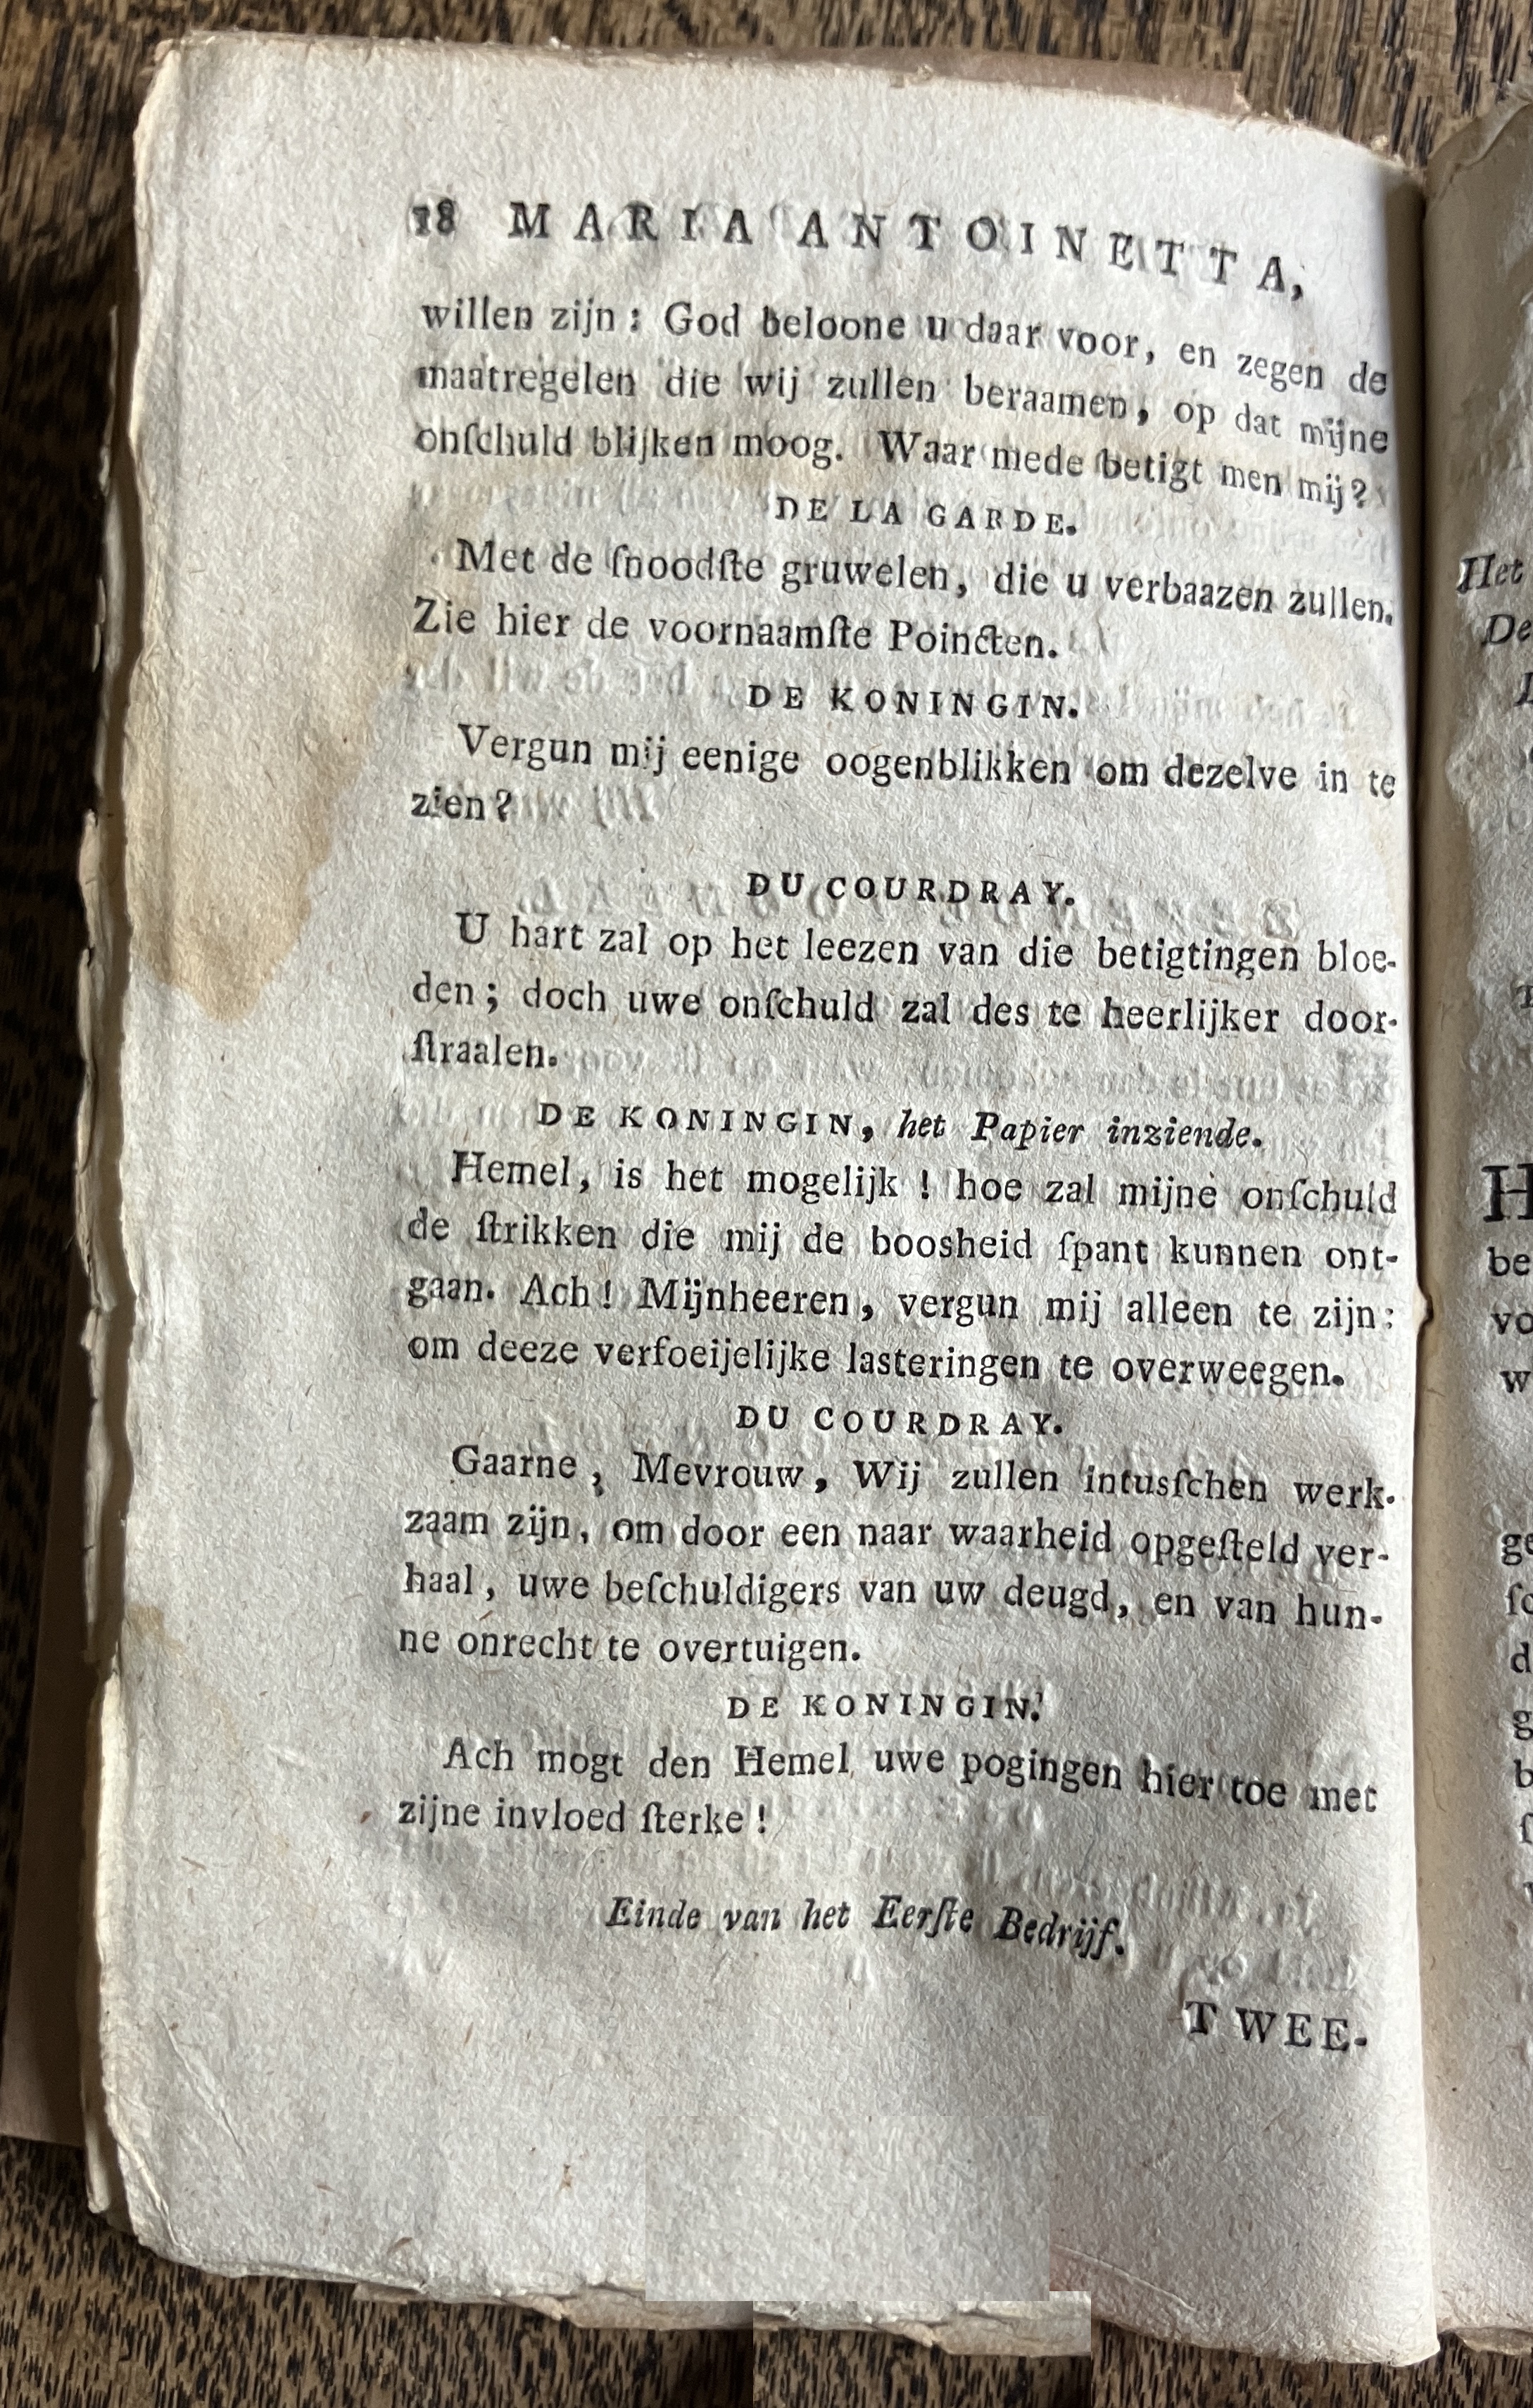 18 MARIA ANTOINETTA,
willen zijn: God beloone u daar voor, en zegen de
maatregelen die wij zullen beraamen, op dat mijne
onſchuld blijken moog. Waar mede betigt men mij?
DE LA GARDE.
Met de ſnoodſte gruwelen, die u verbaazen zullen.
Zie hier de voornaamſte Poincten.
DE KONINGIN.
Vergun mij eenige oogenblikken om dezelve in te
zien?
DU COURDRAY.
U hart zal op het leezen van die betigtingen bloe-
den; doch uwe onſchuld zal des te heerlijker door-
ſtraalen.
DE KONINGIN, het Papier inziende.
Hemel, is het mogelijk! hoe zal mijne onſchuld
de ſtrikken die mij de boosheid ſpant kunnen ont-
gaan. Ach! Mijnheeren, vergun mij alleen te zijn:
om deeze verfoeijelijke lasteringen te overweegen.
DU COURDRAY.
Gaarne, Mevrouw, Wij zullen intusſchen werk-
zaam zijn, om door een naar waarheid opgeſteld ver-
haal, uwe beſchuldigers van uw deugd, en van hun-
ne onrecht te overtuigen.
DE KONINGIN.
Ach mogt den Hemel uwe pogingen hier toe met
zijne invloed ſterke!
Einde van het Eerſte Bedrijf.
TWEE-
Het
De
be
vo
w
ge
ſc
d
g
b